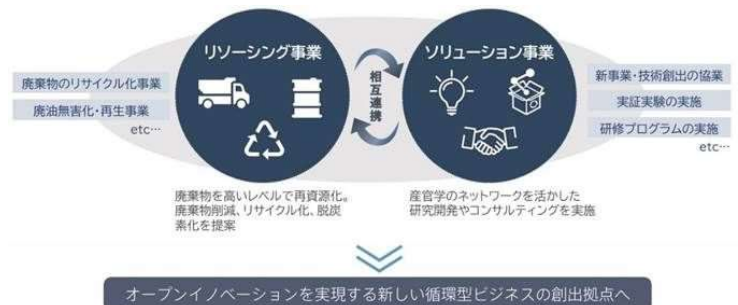 リソーシング事業
ソリューション事業
相互連携
廃棄物のリサイクル化事業
廃油無害化・再生事業
etc…
新事業・技術創出の協業
実証実験の実施
研修プログラムの実施
etc…
廃棄物を高いレベルで再資源化。
廃棄物削減、リサイクル化、脱炭
素化を提案
産官学のネットワークを活かした
研究開発やコンサルティングを実施
オープンイノベーションを実現する新しい循環型ビジネスの創出拠点へ